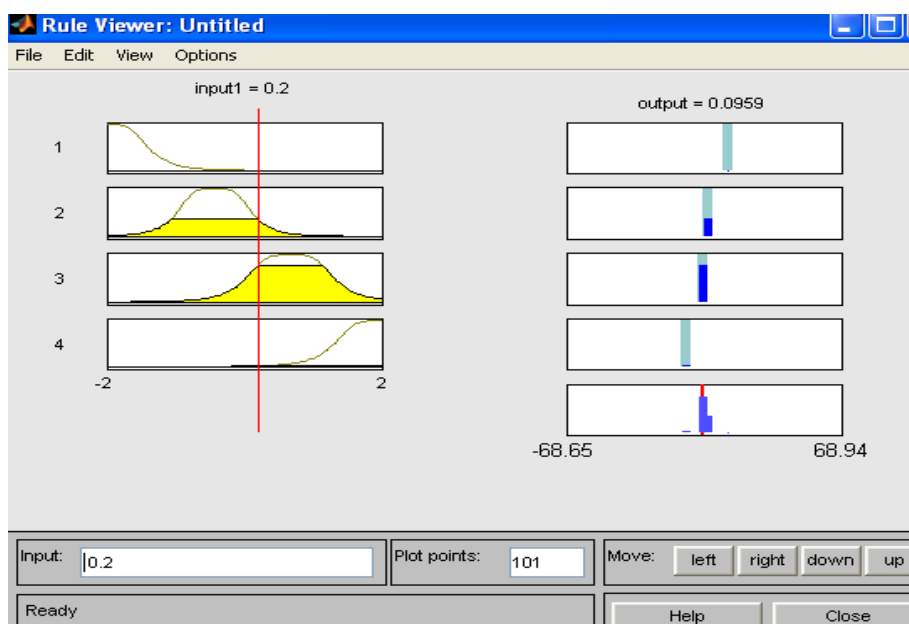 Rule Viewer: Untitled
File Edit View Options
input1 = 0.2
output = 0.0959
1
2
3
4
-2 2
-68.65 68.94
Input: 0.2 Plot points: 101 Move: left right down up
Ready Help Close